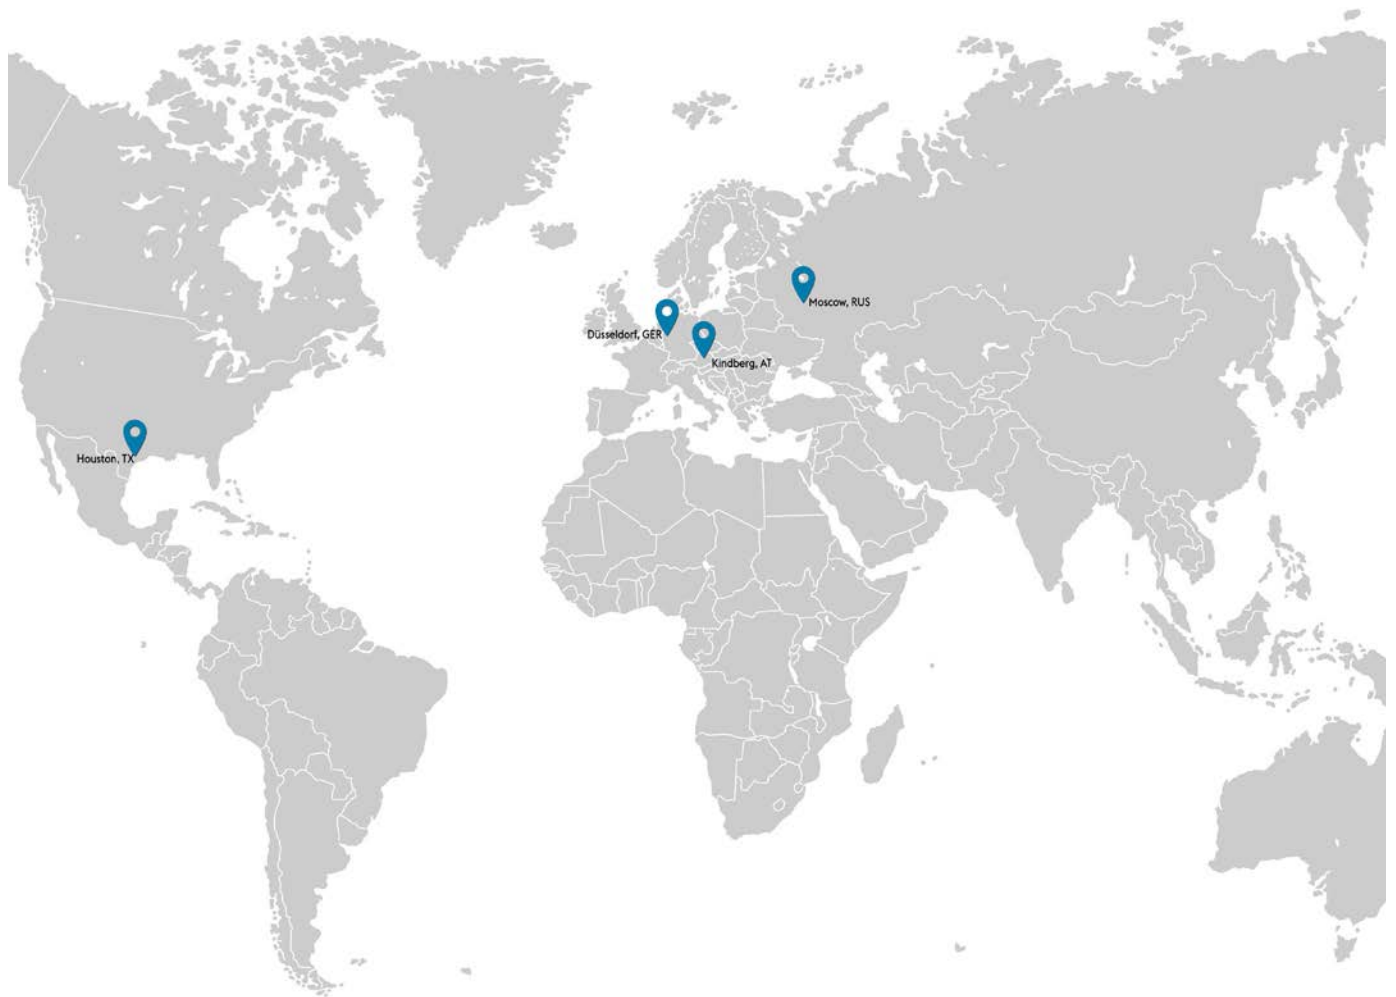 Moscow, RUS
Düsseldorf, GER
Kindberg, AT
Houston, TX